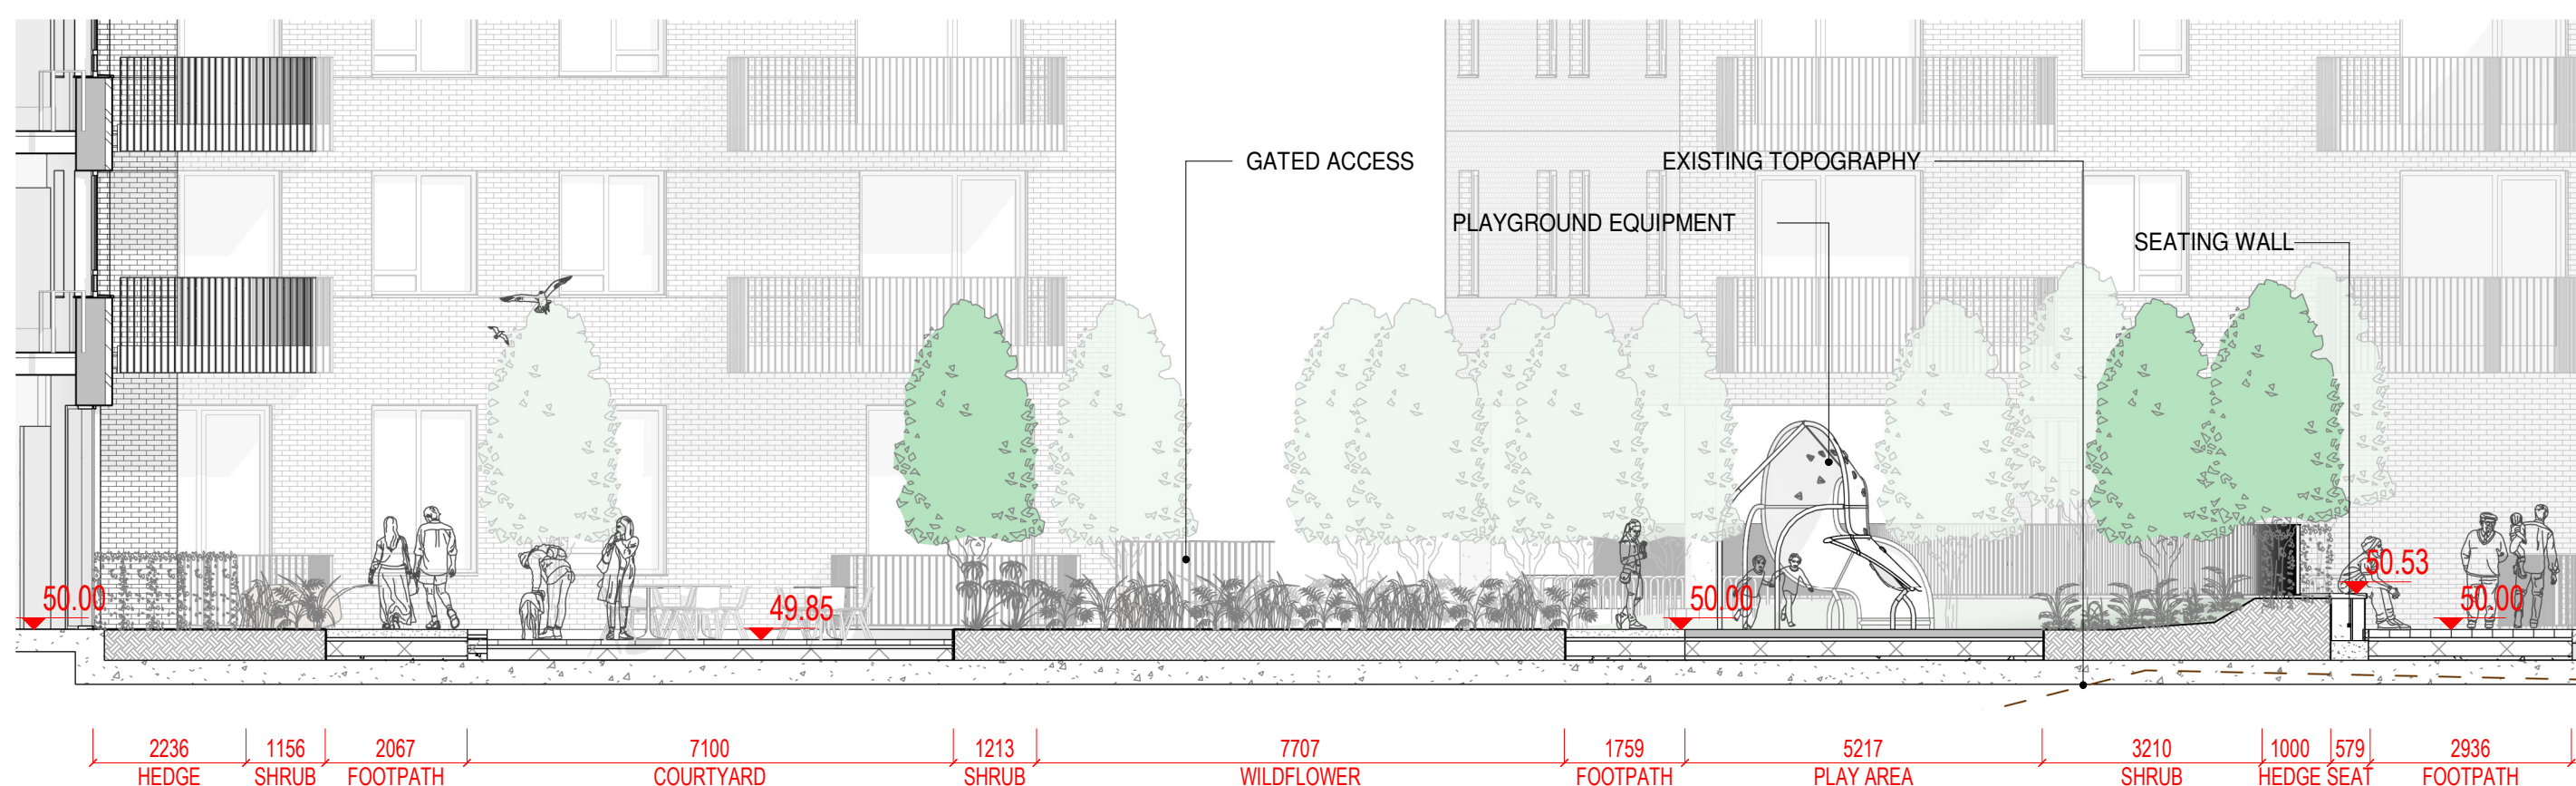 GATED ACCESS
EXISTING TOPOGRAPHY
PLAYGROUND EQUIPMENT
SEATING WALL
50.00
49.85
50.00
50.53
50.00
2236
1156
2067
7100
1213
7707
1759
5217
3210
1000
579
2936
HEDGE
SHRUB
FOOTPATH
COURTYARD
SHRUB
WILDFLOWER
FOOTPATH
PLAY AREA
SHRUB
HEDGE
SEAT
FOOTPATH